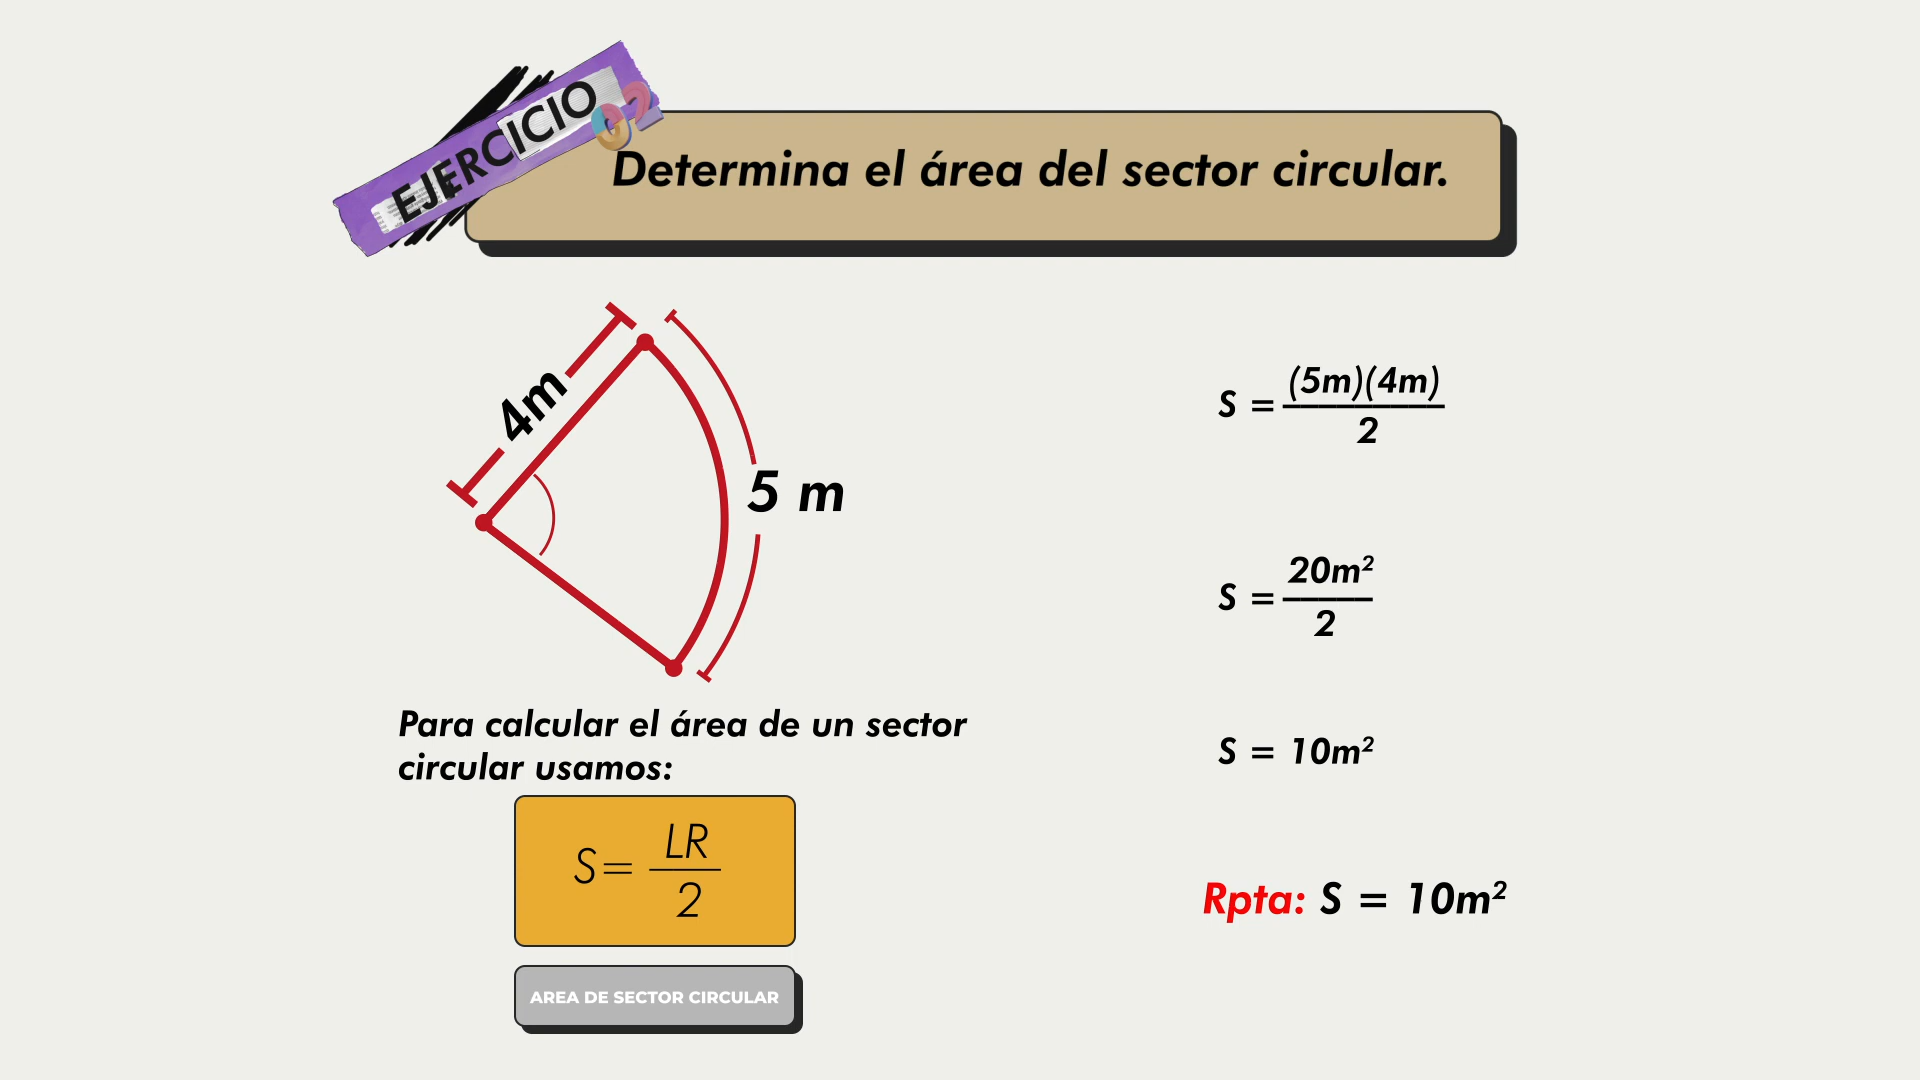 EJERCICIO 02
Determina el área del sector circular.
4m
5 m
Para calcular el área de un sector
circular usamos:
S= LR
2
AREA DE SECTOR CIRCULAR
S = (5m)(4m)
2
S = 20m²
2
S = 10m²
Rpta: S = 10m²